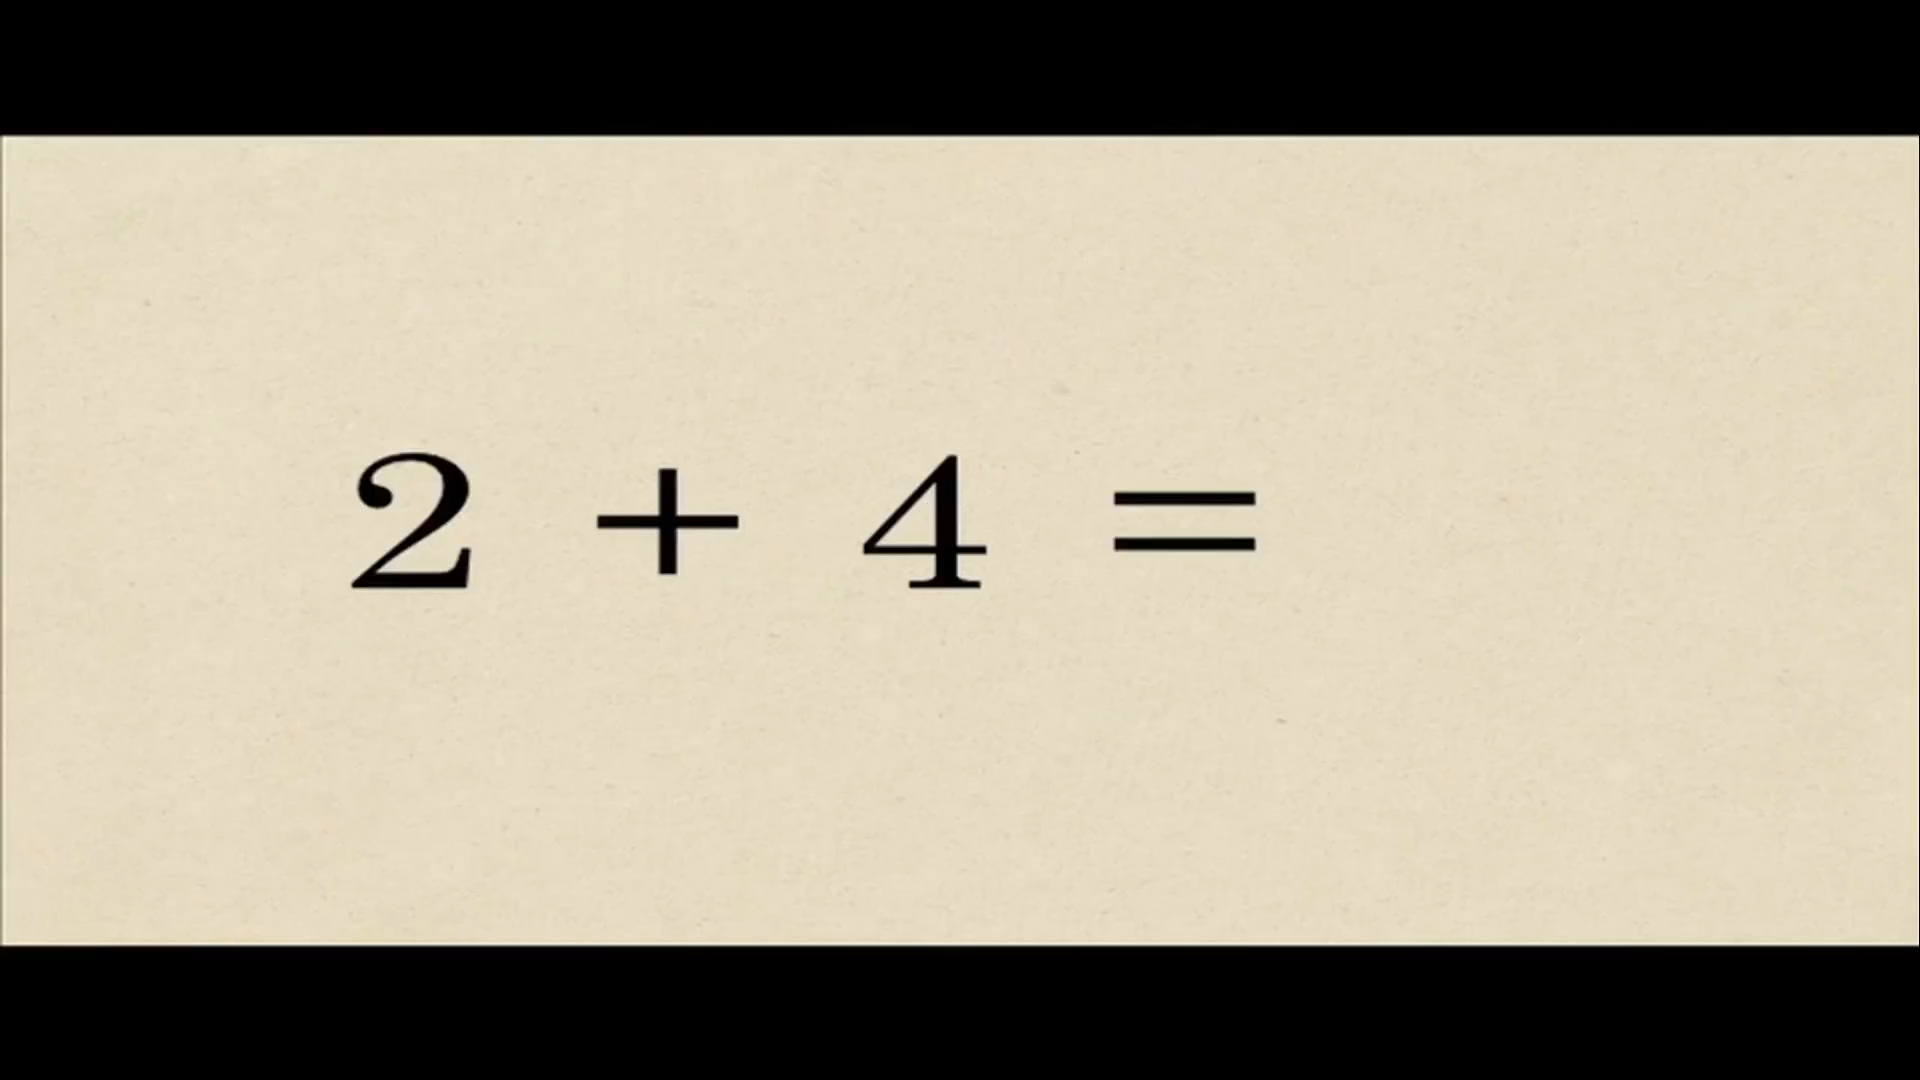 2 + 4 =